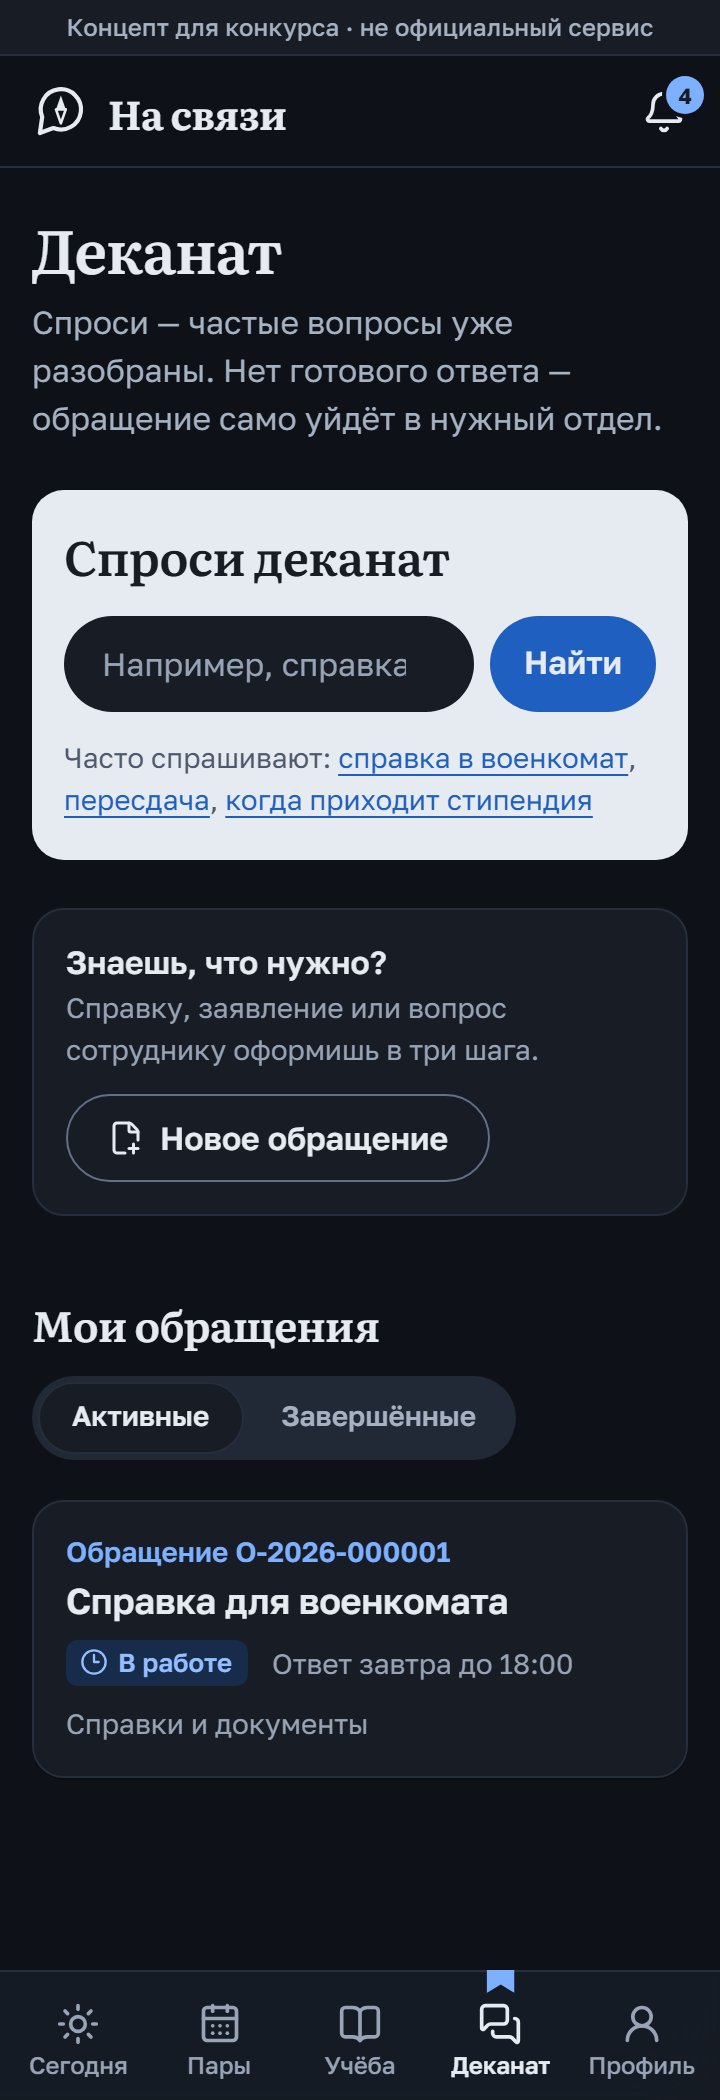 Концепт для конкурса · не официальный сервис
На связи
4
Деканат
Спроси — частые вопросы уже
разобраны. Нет готового ответа —
обращение само уйдёт в нужный отдел.
Спроси деканат
Например, справка
Найти
Часто спрашивают: справка в военкомат,
пересдача, когда приходит стипендия
Знаешь, что нужно?
Справку, заявление или вопрос
сотруднику оформишь в три шага.
Новое обращение
Мои обращения
Активные
Завершённые
Обращение О-2026-000001
Справка для военкомата
В работе
Ответ завтра до 18:00
Справки и документы
Сегодня
Пары
Учёба
Деканат
Профиль